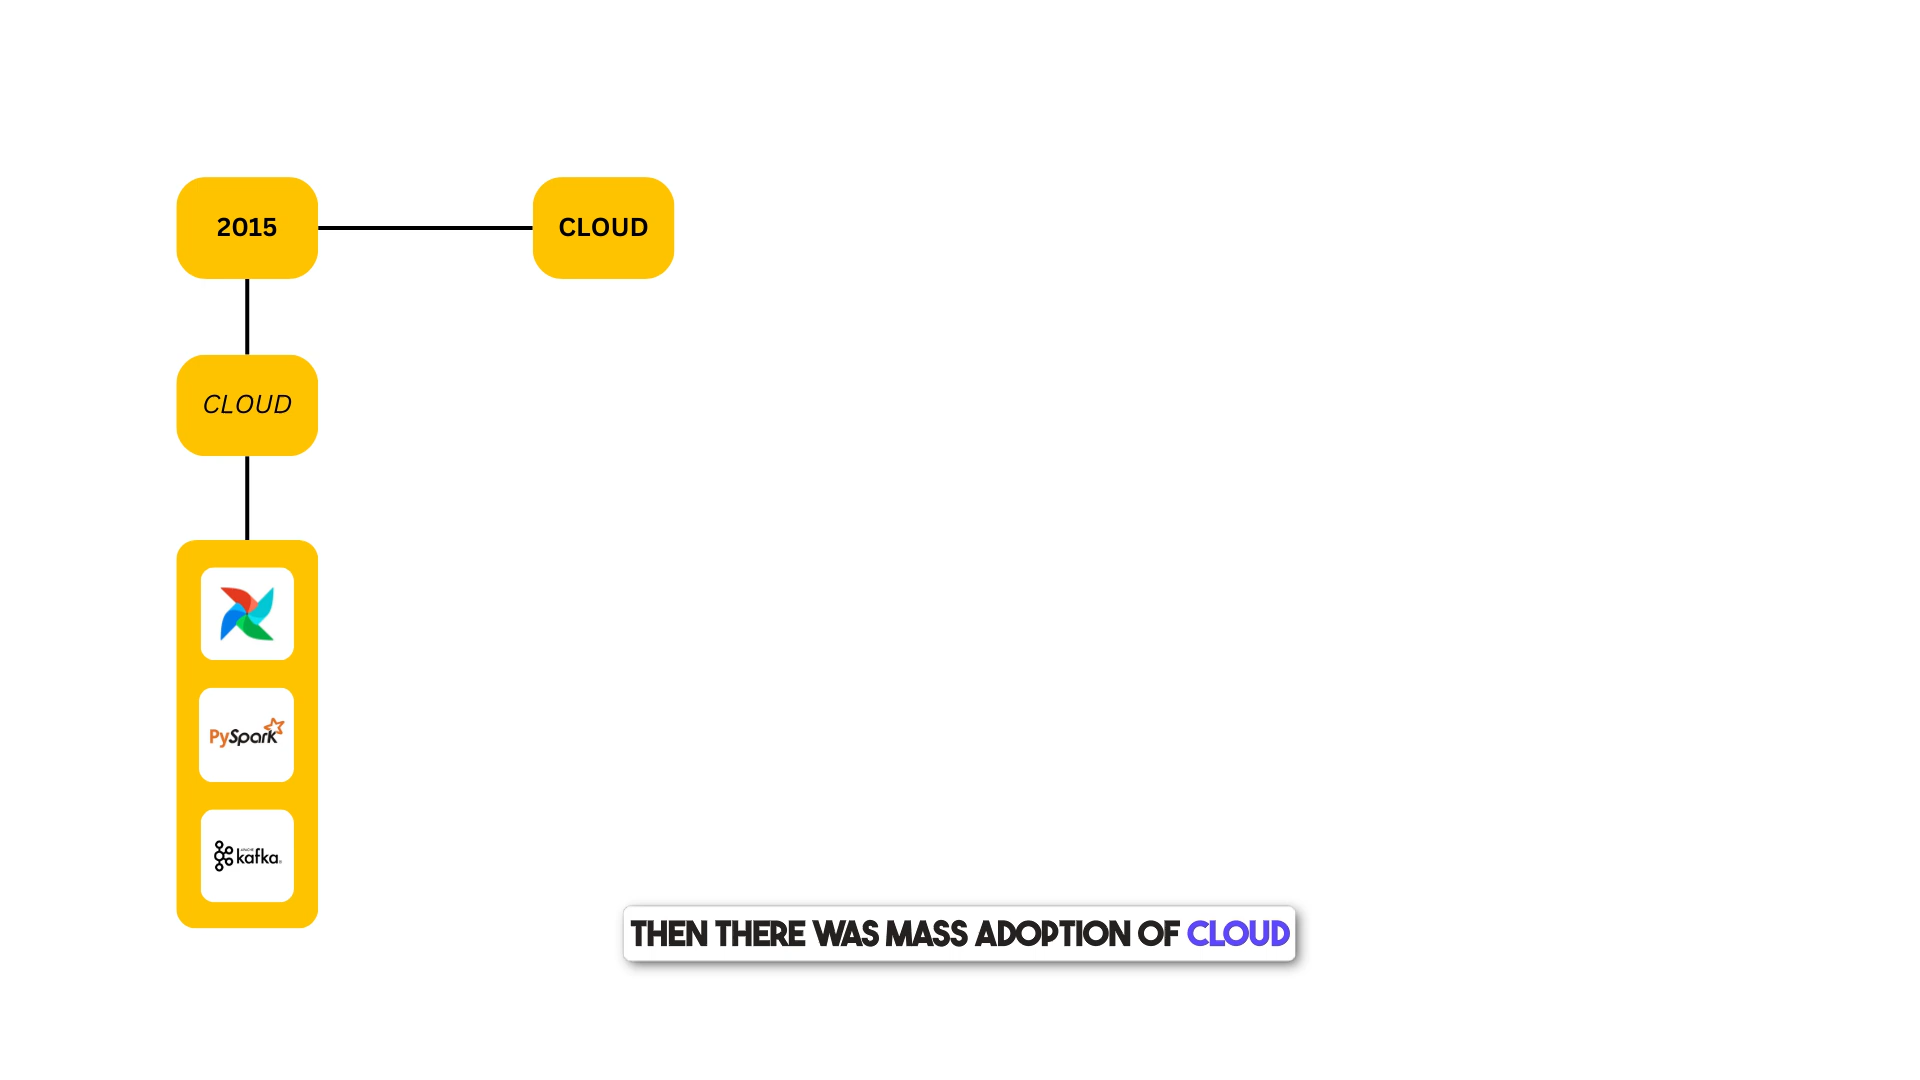 2015
CLOUD
CLOUD
PySpark
kafka
THEN THERE WAS MASS ADOPTION OF CLOUD